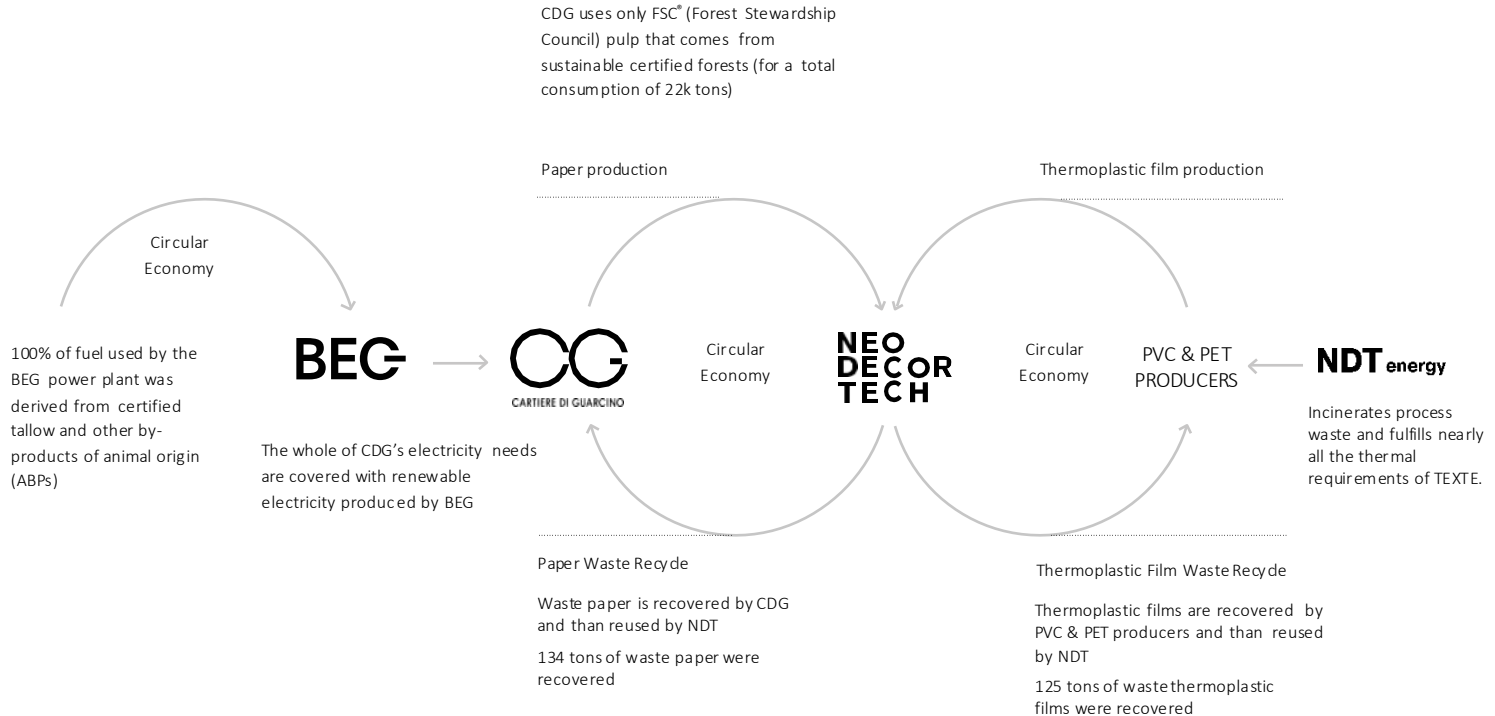 CDG uses only FSC® (Forest Stewardship
Council) pulp that comes from
sustainable certified forests (for a total
consumption of 22k tons)
Paper production
Thermoplastic film production
Circular
Economy
100% of fuel used by the
BEG power plant was
derived from certified
tallow and other by-
products of animal origin
(ABPs)
BEG
The whole of CDG's electricity needs
are covered with renewable
electricity produced by BEG
CG
CARTIERE DI GUARCINO
Circular
Economy
NEO
DECOR
TECH
Circular
Economy
PVC & PET
PRODUCERS
NDT energy
Incinerates process
waste and fulfills nearly
all the thermal
requirements of TEXTE.
Paper Waste Recycle
Waste paper is recovered by CDG
and than reused by NDT
134 tons of waste paper were
recovered
Thermoplastic Film Waste Recycle
Thermoplastic films are recovered by
PVC & PET producers and than reused
by NDT
125 tons of waste thermoplastic
films were recovered